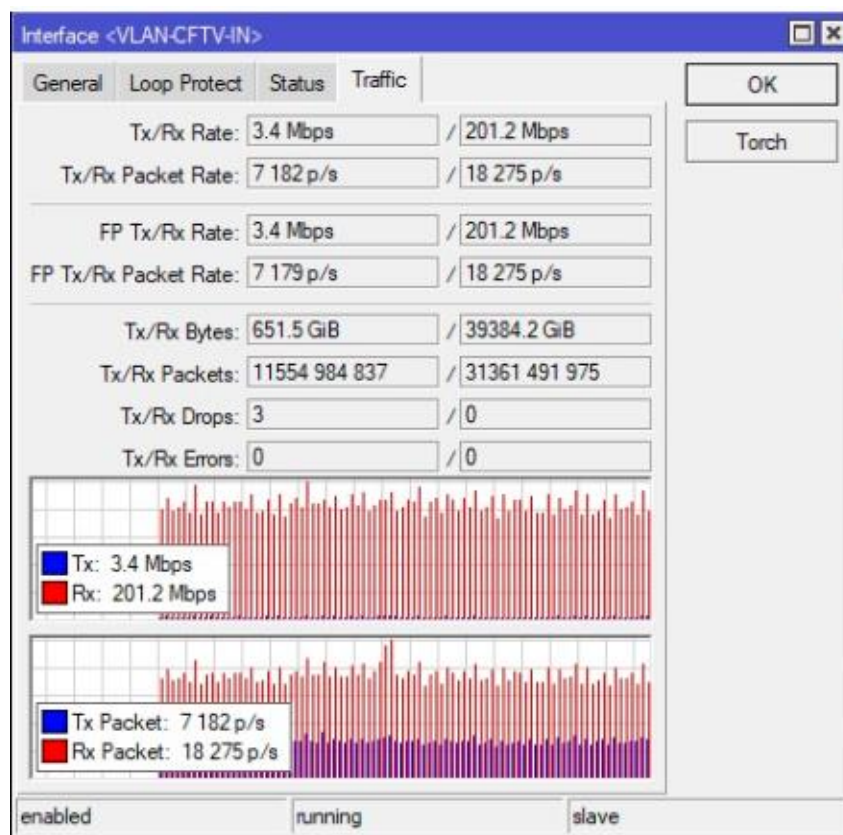 Interface <VLAN-CFTV-IN>
General Loop Protect Status Traffic
OK
Torch
Tx/Rx Rate: 3.4 Mbps / 201.2 Mbps
Tx/Rx Packet Rate: 7 182 p/s / 18 275 p/s
FP Tx/Rx Rate: 3.4 Mbps / 201.2 Mbps
FP Tx/Rx Packet Rate: 7 179 p/s / 18 275 p/s
Tx/Rx Bytes: 651.5 GiB / 39384.2 GiB
Tx/Rx Packets: 11554 984 837 / 31361 491 975
Tx/Rx Drops: 3 / 0
Tx/Rx Errors: 0 / 0
Tx: 3.4 Mbps
Rx: 201.2 Mbps
Tx Packet: 7 182 p/s
Rx Packet: 18 275 p/s
enabled running slave